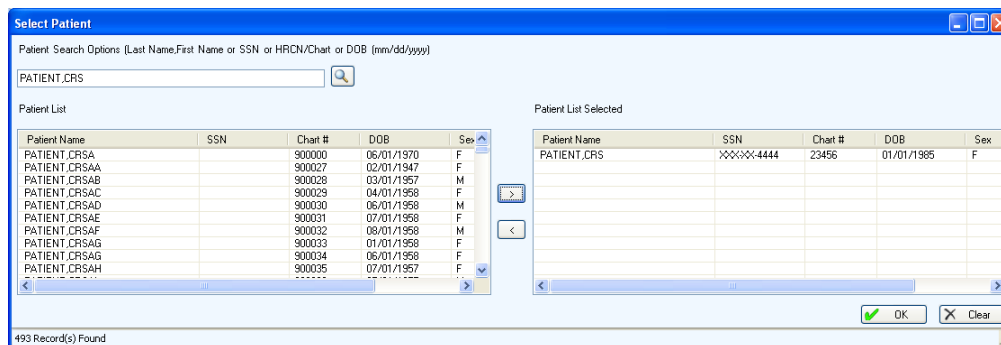 Select Patient
Patient Search Options (Last Name,First Name or SSN or HRCN/Chart or DOB (mm/dd/yyyy)
PATIENT,CRS
Patient List
Patient Name SSN Chart # DOB Sex
PATIENT,CRSA 900000 06/01/1970 F
PATIENT,CRSAA 900027 02/01/1947 F
PATIENT,CRSAB 900028 03/01/1957 M
PATIENT,CRSAC 900029 04/01/1958 F
PATIENT,CRSAD 900030 06/01/1958 M
PATIENT,CRSAE 900031 07/01/1958 F
PATIENT,CRSAF 900032 08/01/1958 M
PATIENT,CRSAG 900033 01/01/1958 F
PATIENT,CRSAG 900034 06/01/1958 F
PATIENT,CRSAH 900035 07/01/1957 F
>
<
Patient List Selected
Patient Name SSN Chart # DOB Sex
PATIENT,CRS XXX-XX-4444 23456 01/01/1985 F
OK Clear
493 Record(s) Found